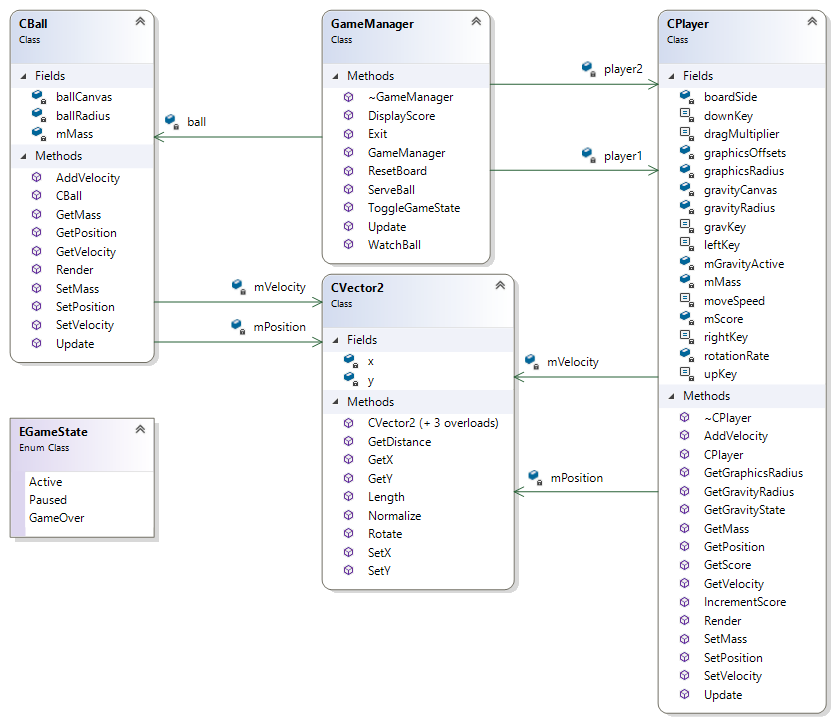 CBall
Class
Fields
ballCanvas
ballRadius
mMass
Methods
AddVelocity
CBall
GetMass
GetPosition
GetVelocity
Render
SetMass
SetPosition
SetVelocity
Update
ball
GameManager
Class
Methods
~GameManager
DisplayScore
Exit
GameManager
ResetBoard
ServeBall
ToggleGameState
Update
WatchBall
player2
player1
mVelocity
mPosition
CVector2
Class
Fields
x
y
Methods
CVector2 (+ 3 overloads)
GetDistance
GetX
GetY
Length
Normalize
Rotate
SetX
SetY
mVelocity
mPosition
CPlayer
Class
Fields
boardSide
downKey
dragMultiplier
graphicsOffsets
graphicsRadius
gravityCanvas
gravityRadius
gravKey
leftKey
mGravityActive
mMass
moveSpeed
mScore
rightKey
rotationRate
upKey
Methods
~CPlayer
AddVelocity
CPlayer
GetGraphicsRadius
GetGravityRadius
GetGravityState
GetMass
GetPosition
GetScore
GetVelocity
IncrementScore
Render
SetMass
SetPosition
SetVelocity
Update
EGameState
Enum Class
Active
Paused
GameOver